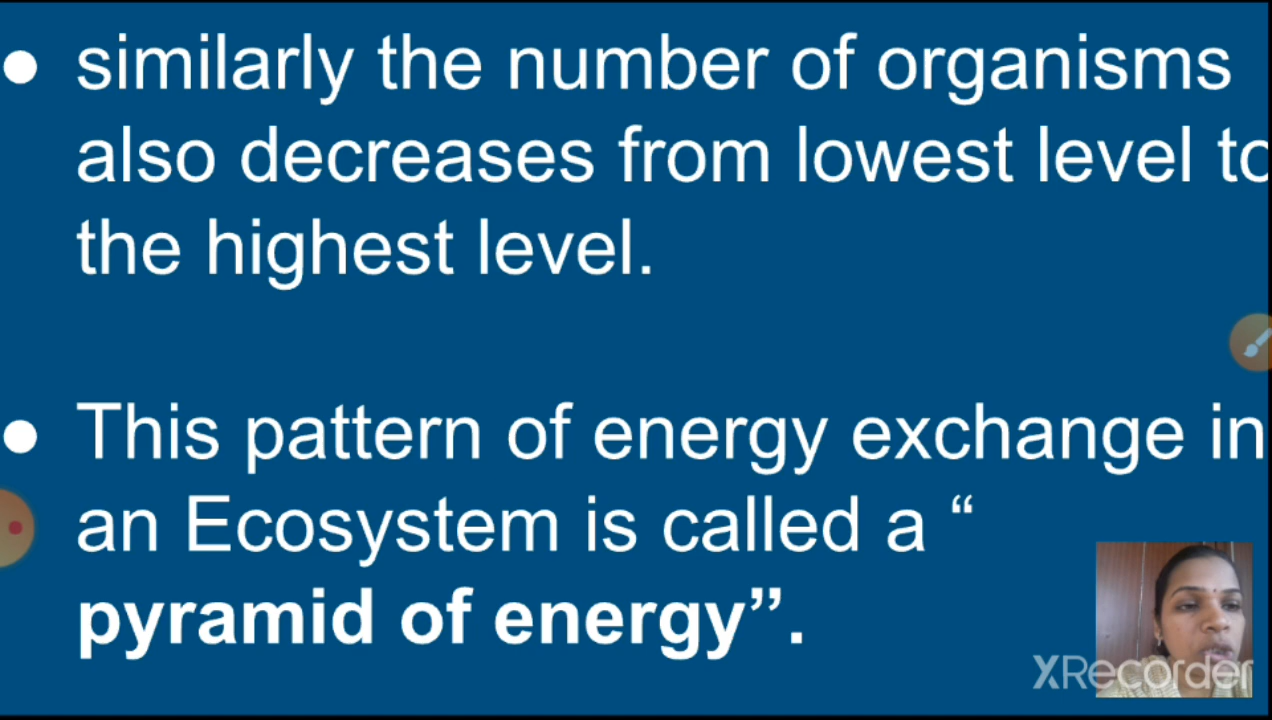 ● similarly the number of organisms
also decreases from lowest level to
the highest level.
● This pattern of energy exchange in
an Ecosystem is called a “
pyramid of energy”.
XRecorder